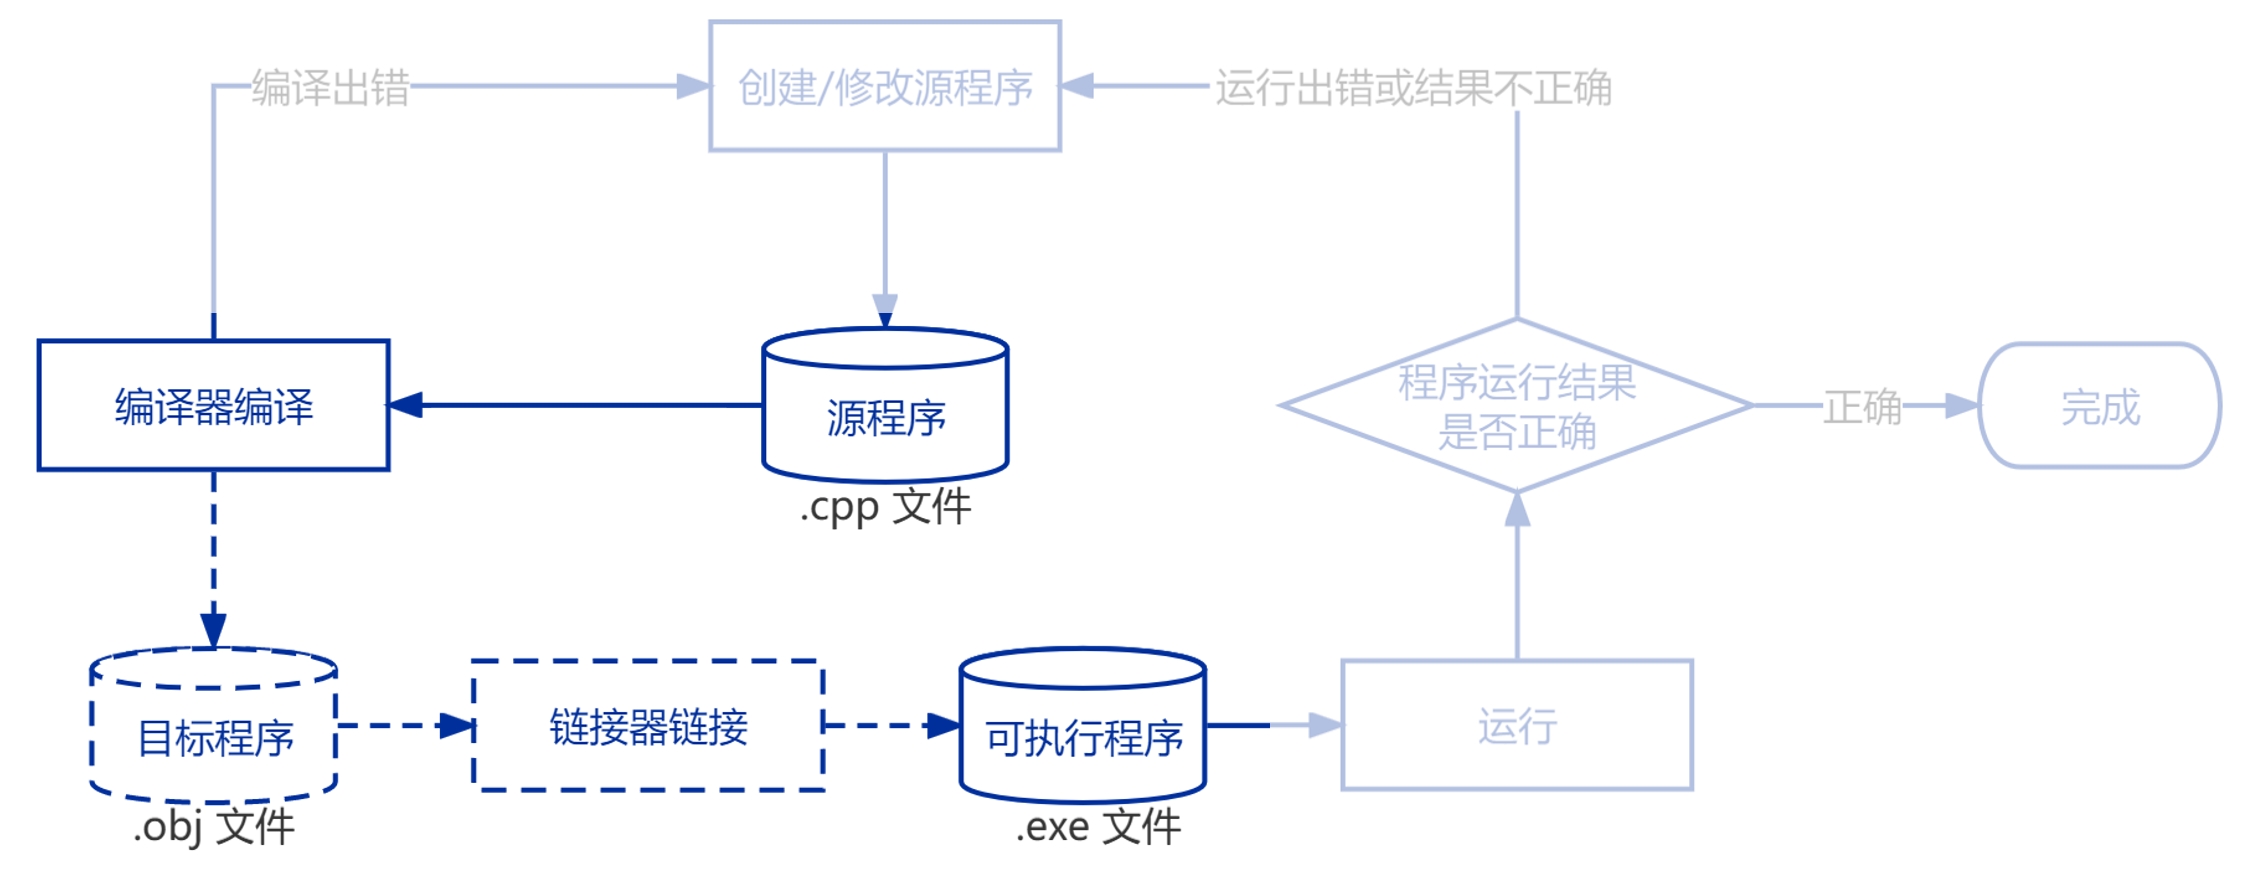 编译出错
创建/修改源程序
运行出错或结果不正确
编译器编译
源程序
.cpp 文件
程序运行结果
是否正确
正确
完成
目标程序
.obj 文件
链接器链接
可执行程序
.exe 文件
运行